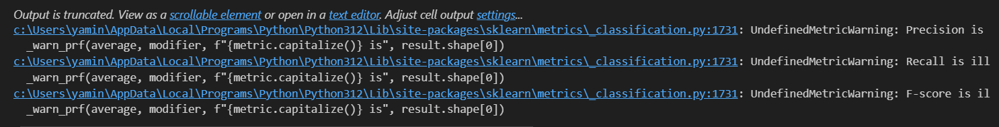 Output is truncated. View as a scrollable element or open in a text editor. Adjust cell output settings...
c:\Users\yamin\AppData\Local\Programs\Python\Python312\Lib\site-packages\sklearn\metrics\_classification.py:1731: UndefinedMetricWarning: Precision is
  _warn_prf(average, modifier, f"{metric.capitalize()} is", result.shape[0])
c:\Users\yamin\AppData\Local\Programs\Python\Python312\Lib\site-packages\sklearn\metrics\_classification.py:1731: UndefinedMetricWarning: Recall is ill
  _warn_prf(average, modifier, f"{metric.capitalize()} is", result.shape[0])
c:\Users\yamin\AppData\Local\Programs\Python\Python312\Lib\site-packages\sklearn\metrics\_classification.py:1731: UndefinedMetricWarning: F-score is il
  _warn_prf(average, modifier, f"{metric.capitalize()} is", result.shape[0])